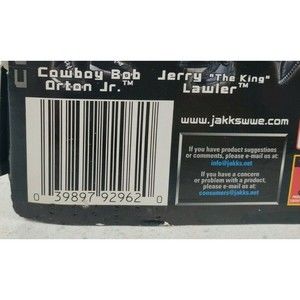 Cowboy Bob
Orton Jr.™
Jerry "The King"
Lawler™
www.jakkswwe.com
If you have product suggestions
or comments, please e-mail us at:
info@jakks.net
If you have a concern
or problem with a product,
please e-mail us at:
consumers@jakks.net
0 39897 92962 0